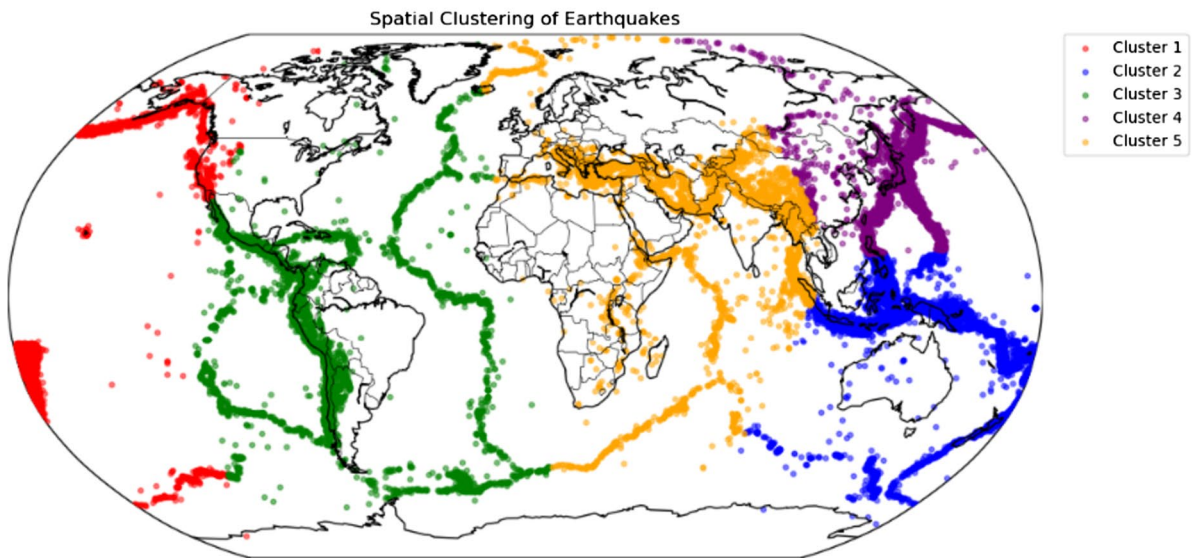 Spatial Clustering of Earthquakes
Cluster 1
Cluster 2
Cluster 3
Cluster 4
Cluster 5